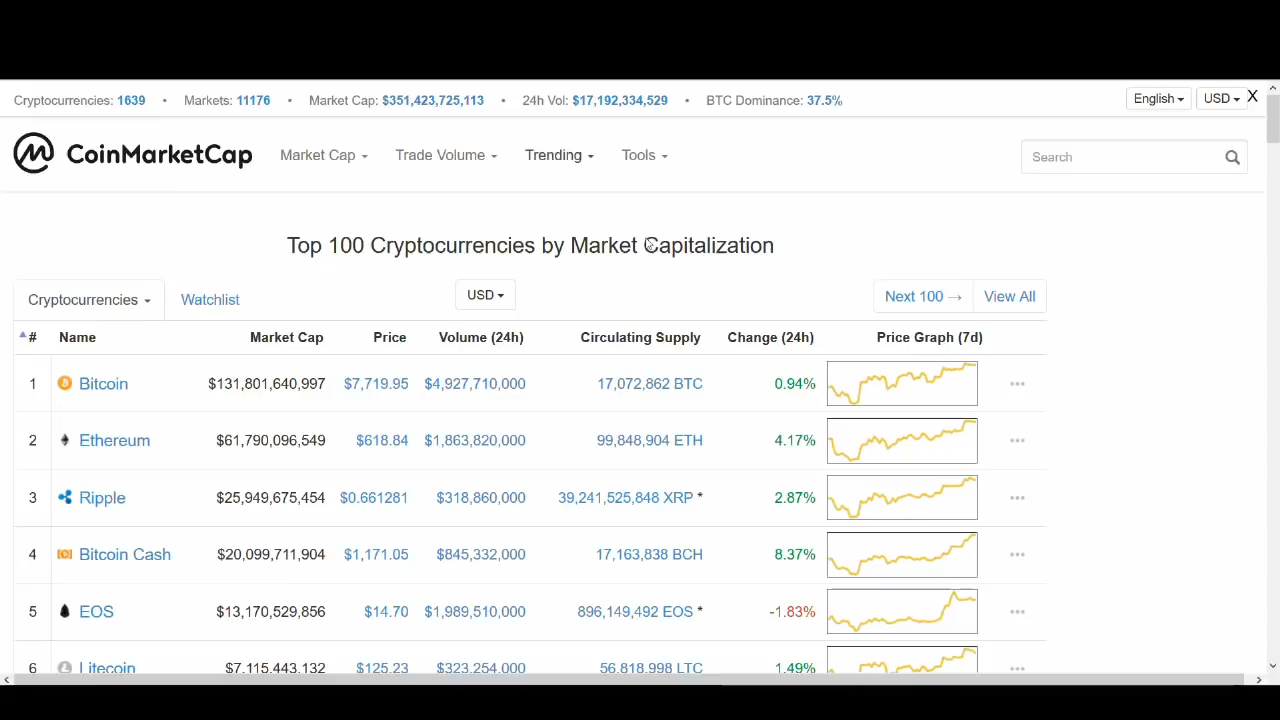 Cryptocurrencies: 1639 • Markets: 11176 • Market Cap: $351,423,725,113 • 24h Vol: $17,192,334,529 • BTC Dominance: 37.5% English USD X
CoinMarketCap Market Cap Trade Volume Trending Tools Search
Top 100 Cryptocurrencies by Market Capitalization
Cryptocurrencies Watchlist USD Next 100 → View All
# Name Market Cap Price Volume (24h) Circulating Supply Change (24h) Price Graph (7d)
1 Bitcoin $131,801,640,997 $7,719.95 $4,927,710,000 17,072,862 BTC 0.94%
2 Ethereum $61,790,096,549 $618.84 $1,863,820,000 99,848,904 ETH 4.17%
3 Ripple $25,949,675,454 $0.661281 $318,860,000 39,241,525,848 XRP * 2.87%
4 Bitcoin Cash $20,099,711,904 $1,171.05 $845,332,000 17,163,838 BCH 8.37%
5 EOS $13,170,529,856 $14.70 $1,989,510,000 896,149,492 EOS * -1.83%
6 Litecoin $7,115,443,132 $125.23 $323,254,000 56,818,998 LTC 1.49%